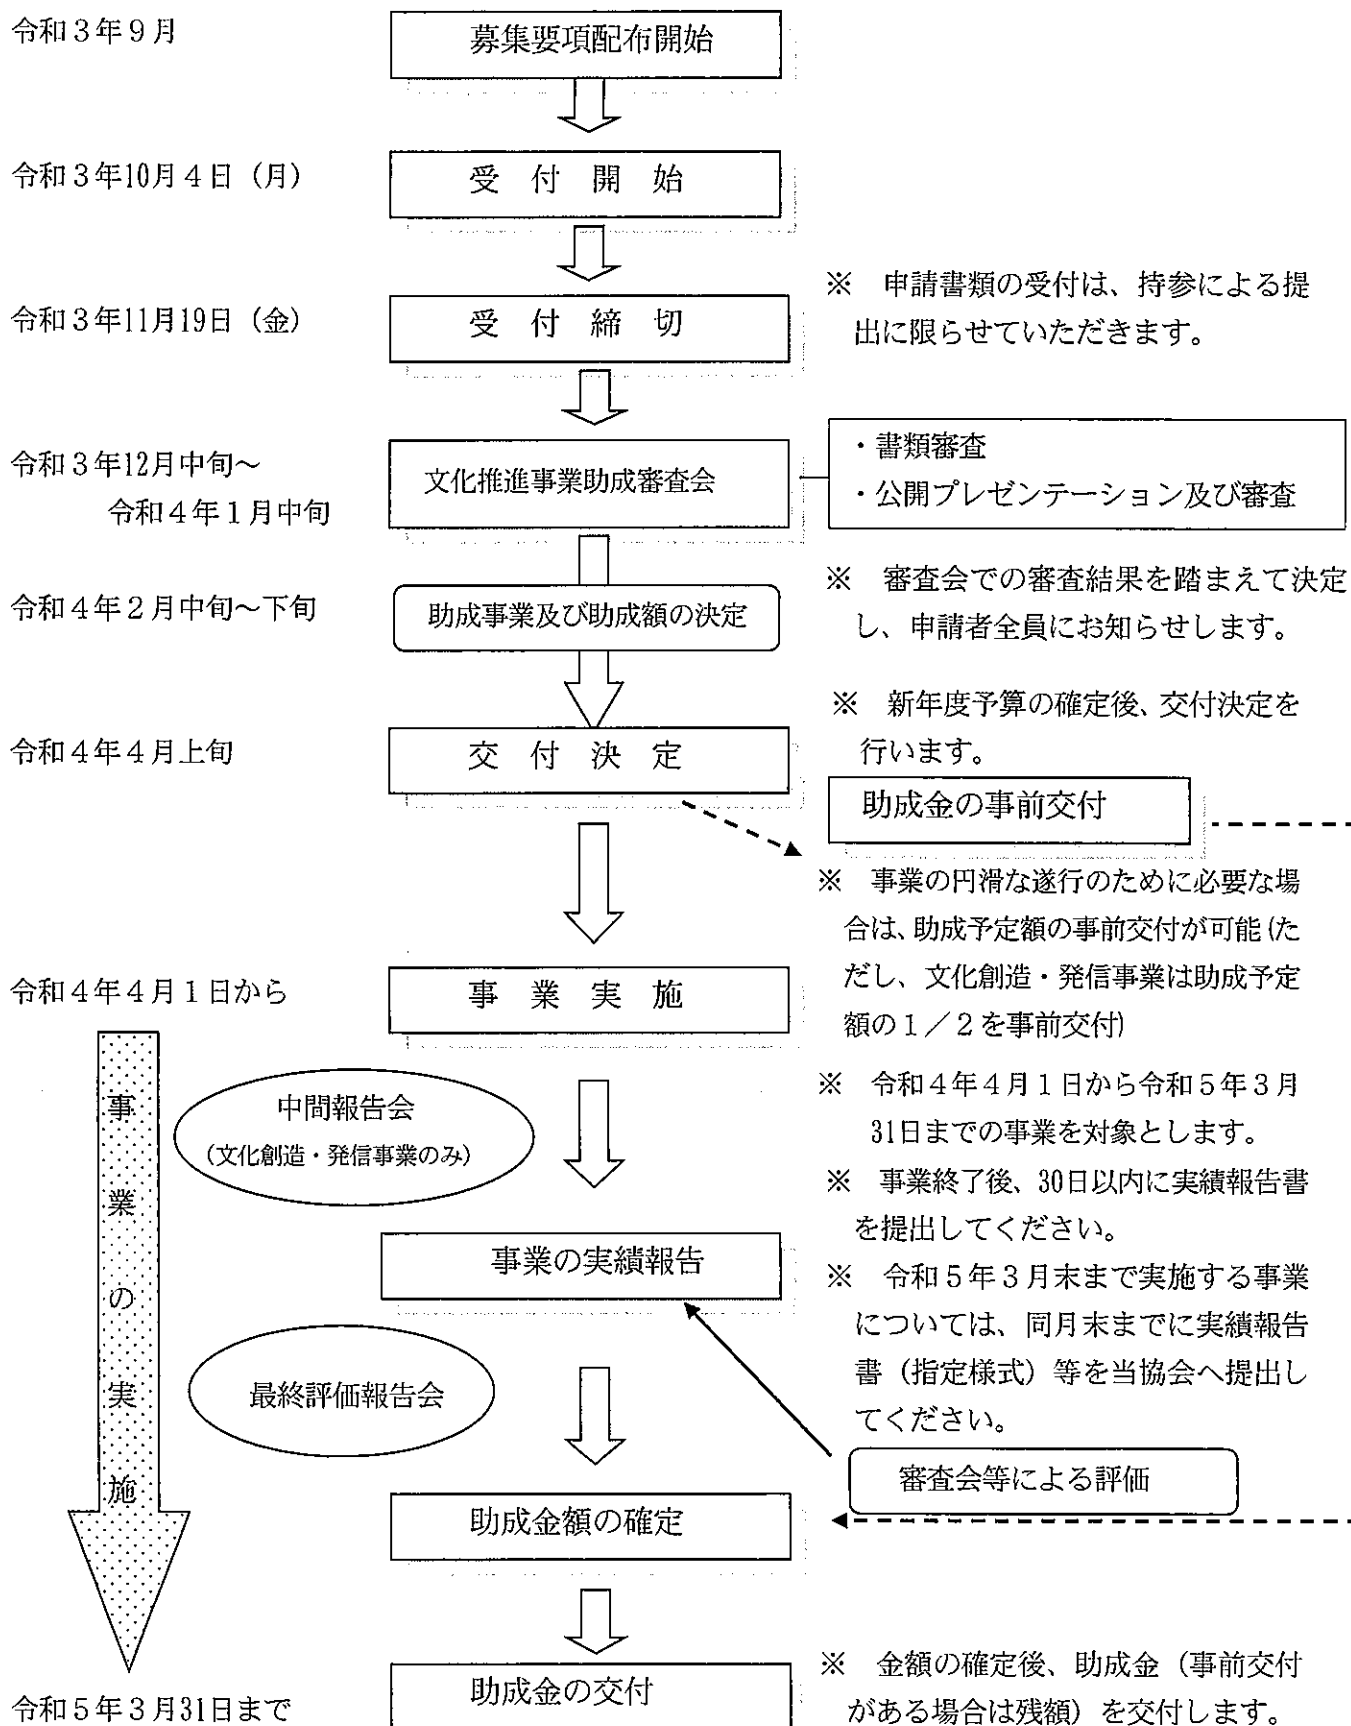 令和３年９月
募集要項配布開始
令和３年10月４日（月）
受　付　開　始
令和３年11月19日（金）
受　付　締　切
※　申請書類の受付は、持参による提
出に限らせていただきます。
令和３年12月中旬～
令和４年１月中旬
文化推進事業助成審査会
・書類審査
・公開プレゼンテーション及び審査
令和４年２月中旬～下旬
助成事業及び助成額の決定
※　審査会での審査結果を踏まえて決定
し、申請者全員にお知らせします。
令和４年４月上旬
交　付　決　定
※　新年度予算の確定後、交付決定を
行います。
助成金の事前交付
※　事業の円滑な遂行のために必要な場
合は、助成予定額の事前交付が可能（た
だし、文化創造・発信事業は助成予定
額の１／２を事前交付）
令和４年４月１日から
事　業　実　施
事業の実施
中間報告会
（文化創造・発信事業のみ）
※　令和４年４月１日から令和５年３月
31日までの事業を対象とします。
※　事業終了後、30日以内に実績報告書
を提出してください。
事業の実績報告
※　令和５年３月末まで実施する事業
については、同月末までに実績報告
書（指定様式）等を当協会へ提出し
てください。
最終評価報告会
審査会等による評価
助成金額の確定
助成金の交付
※　金額の確定後、助成金（事前交付
がある場合は残額）を交付します。
令和５年３月31日まで